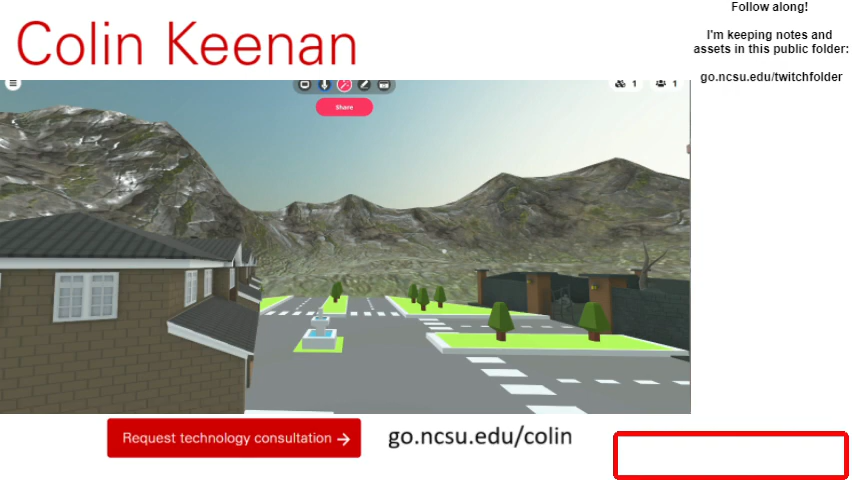 Colin Keenan
Follow along!
I'm keeping notes and
assets in this public folder:
go.ncsu.edu/twitchfolder
Share
1
1
Request technology consultation →
go.ncsu.edu/colin